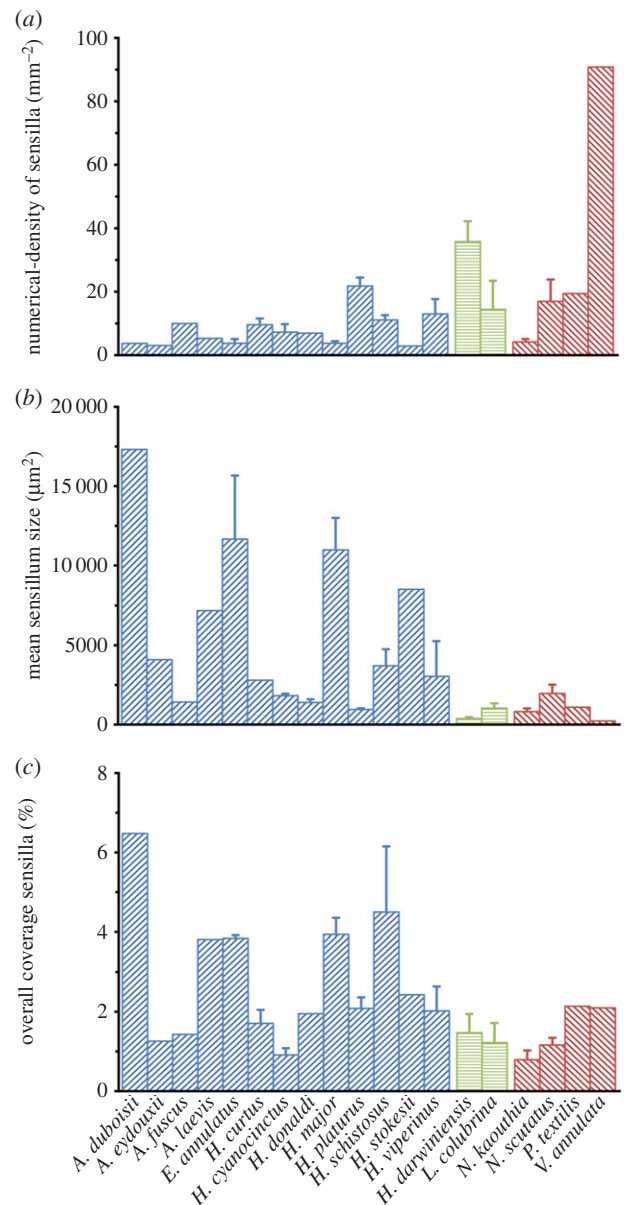 (a)
100
80
60
40
20
0
numerical-density of sensilla (mm⁻²)
(b)
20 000
15 000
10 000
5000
0
mean sensillum size (µm²)
(c)
8
6
4
2
0
overall coverage sensilla (%)
A. duboisii
A. eydouxii
A. fuscus
A. laevis
E. annulatus
H. curtus
H. cyanocinctus
H. donaldi
H. major
H. platurus
H. schistosus
H. stokesii
H. viperinus
H. darwiniensis
L. colubrina
N. kaouthia
N. scutatus
P. textilis
V. annulata